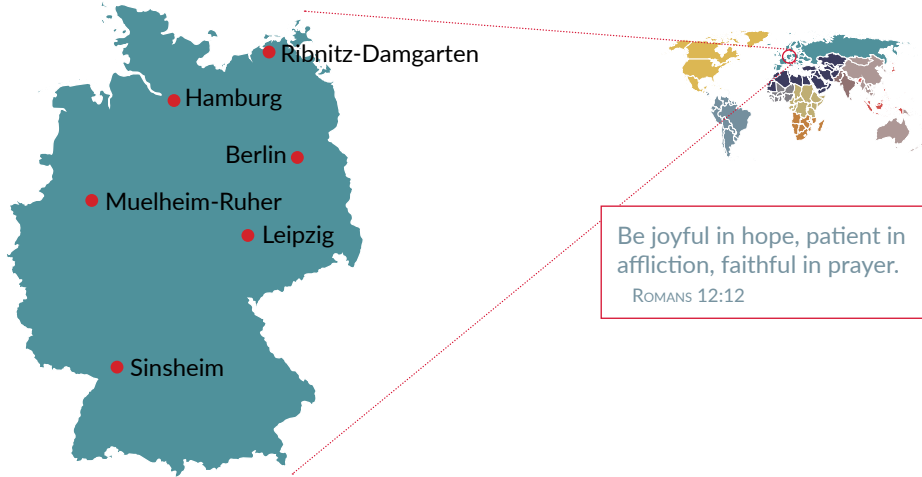 Ribnitz-Damgarten
Hamburg
Berlin
Muelheim-Ruher
Leipzig
Sinsheim
Be joyful in hope, patient in
affliction, faithful in prayer.
Romans 12:12